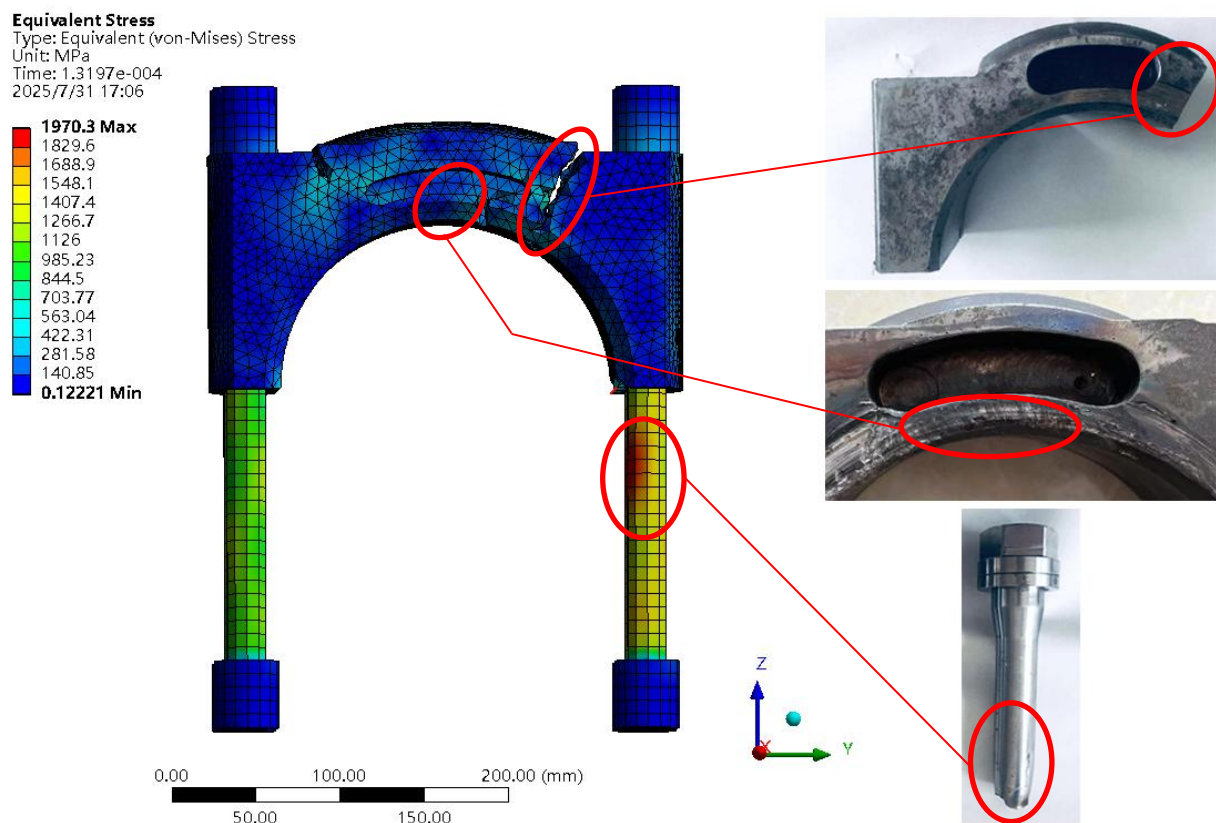 Equivalent Stress
Type: Equivalent (von-Mises) Stress
Unit: MPa
Time: 1.3197e-004
2025/7/31 17:06
1970.3 Max
1829.6
1688.9
1548.1
1407.4
1266.7
1126
985.23
844.5
703.77
563.04
422.31
281.58
140.85
0.12221 Min
Z
X
Y
0.00 100.00 200.00 (mm)
50.00 150.00